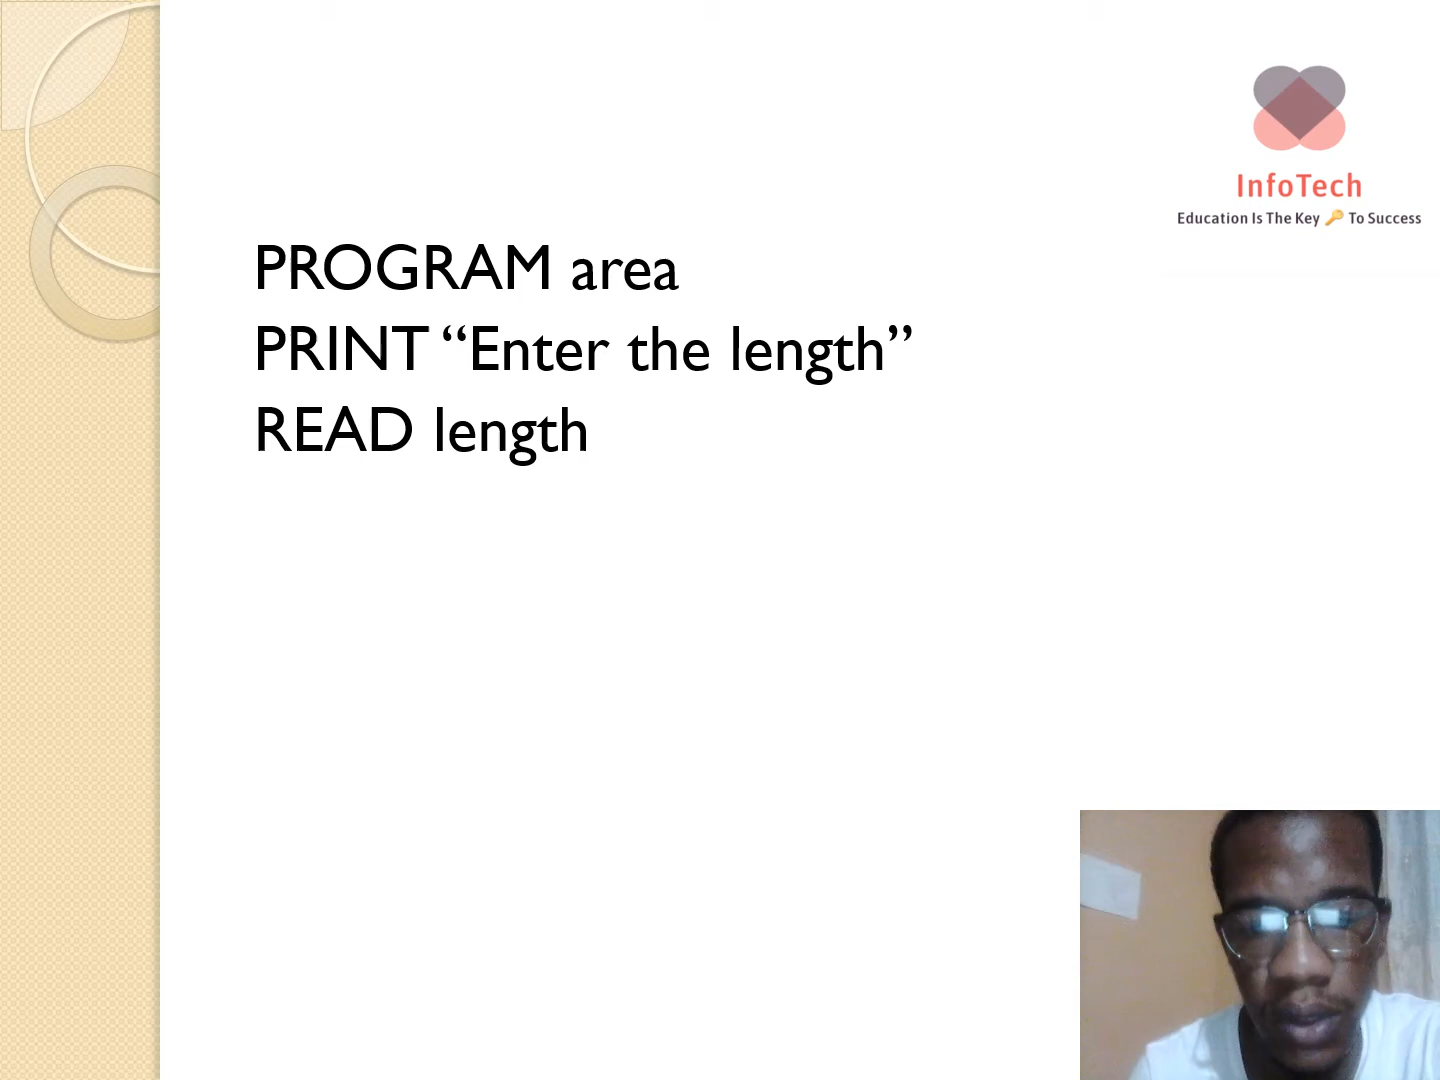 InfoTech
Education Is The Key 🔑 To Success
PROGRAM area
PRINT “Enter the length”
READ length